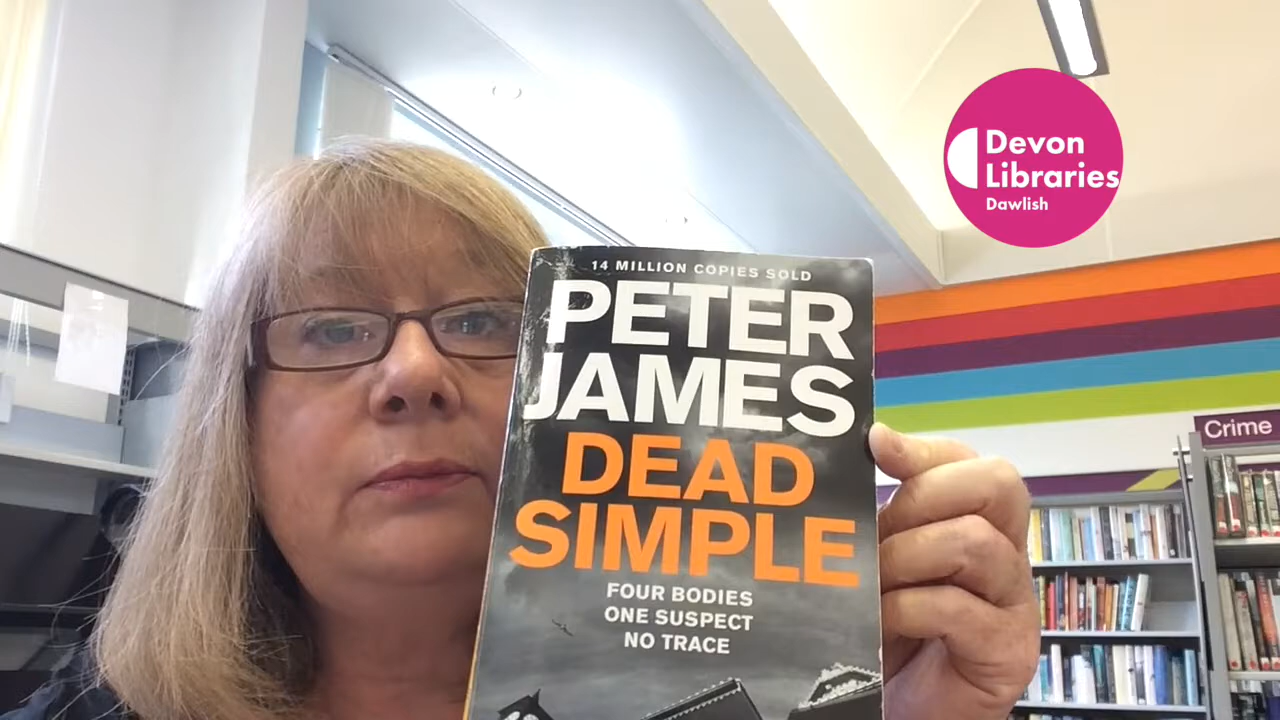 Devon
Libraries
Dawlish
14 MILLION COPIES SOLD
PETER
JAMES
DEAD
SIMPLE
FOUR BODIES
ONE SUSPECT
NO TRACE
Crime